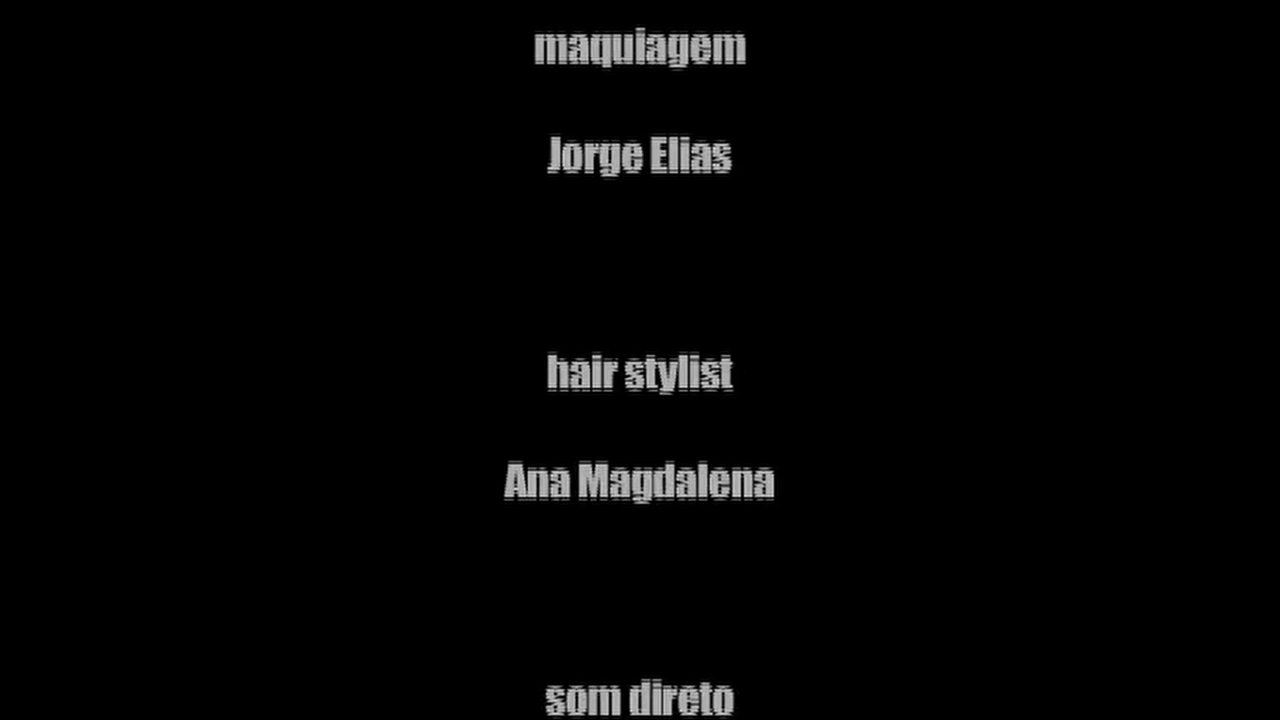 maquiagem
Jorge Elias
hair stylist
Ana Magdalena
som direto